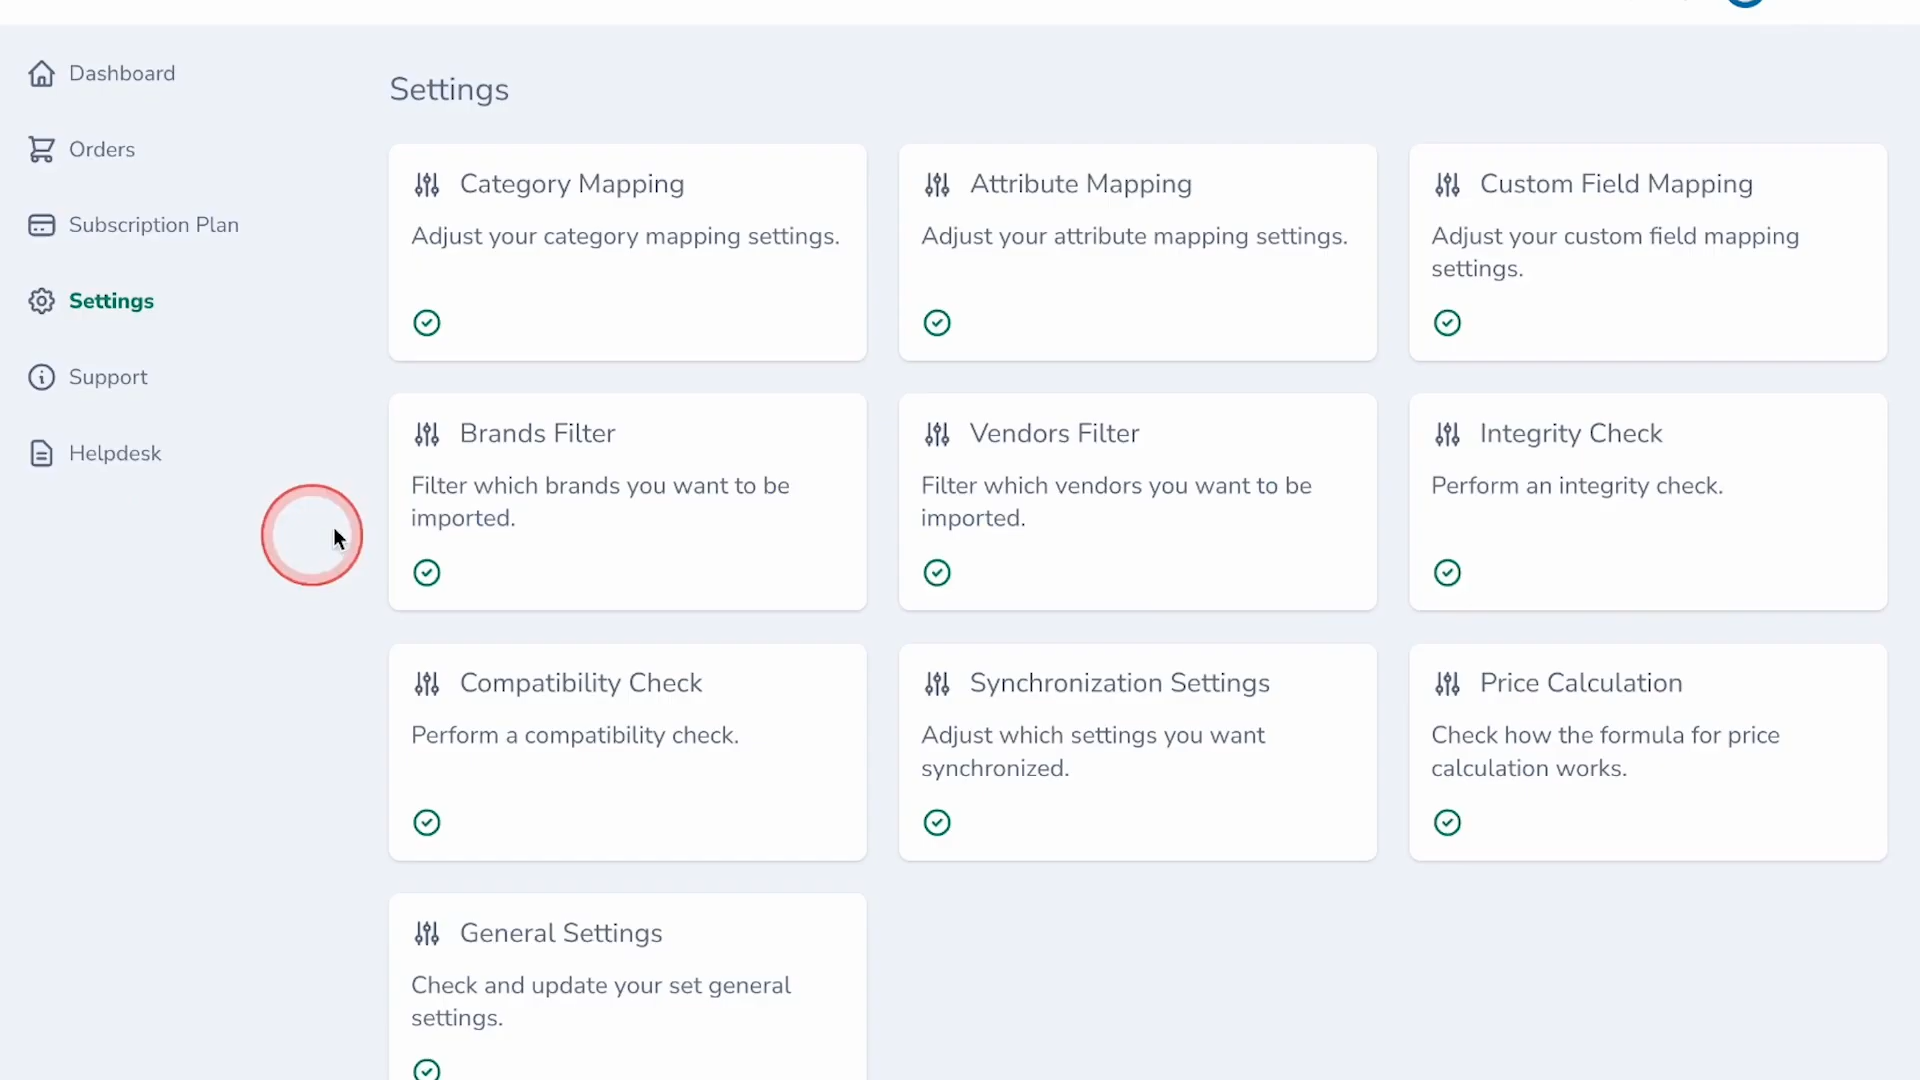 Dashboard
Orders
Subscription Plan
Settings
Support
Helpdesk
Settings
Category Mapping
Adjust your category mapping settings.
Attribute Mapping
Adjust your attribute mapping settings.
Custom Field Mapping
Adjust your custom field mapping
settings.
Brands Filter
Filter which brands you want to be
imported.
Vendors Filter
Filter which vendors you want to be
imported.
Integrity Check
Perform an integrity check.
Compatibility Check
Perform a compatibility check.
Synchronization Settings
Adjust which settings you want
synchronized.
Price Calculation
Check how the formula for price
calculation works.
General Settings
Check and update your set general
settings.